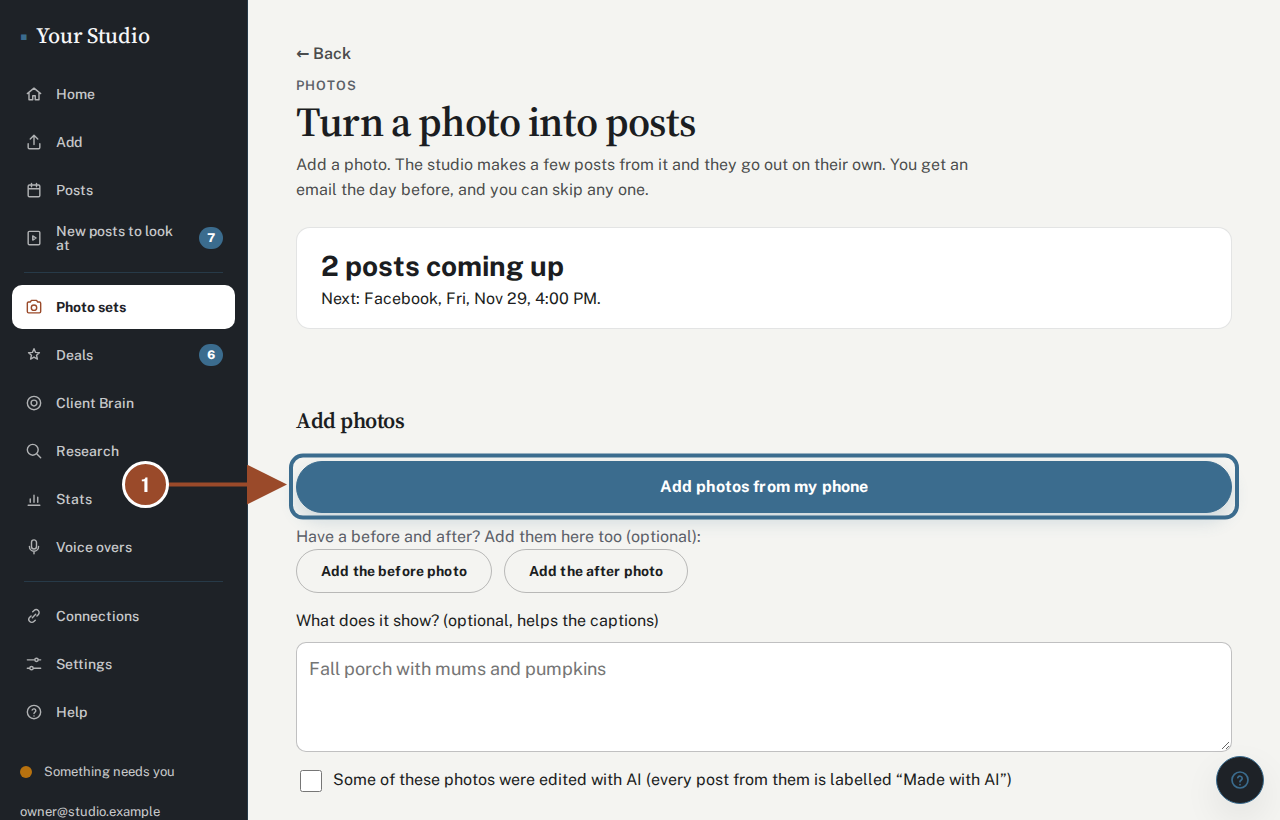 Your Studio
Home
Add
Posts
New posts to look
at
7
Photo sets
Deals
6
Client Brain
Research
Stats
Voice overs
Connections
Settings
Help
Something needs you
owner@studio.example
← Back
PHOTOS
Turn a photo into posts
Add a photo. The studio makes a few posts from it and they go out on their own. You get an
email the day before, and you can skip any one.
2 posts coming up
Next: Facebook, Fri, Nov 29, 4:00 PM.
Add photos
1
Add photos from my phone
Have a before and after? Add them here too (optional):
Add the before photo
Add the after photo
What does it show? (optional, helps the captions)
Fall porch with mums and pumpkins
Some of these photos were edited with AI (every post from them is labelled “Made with AI”)